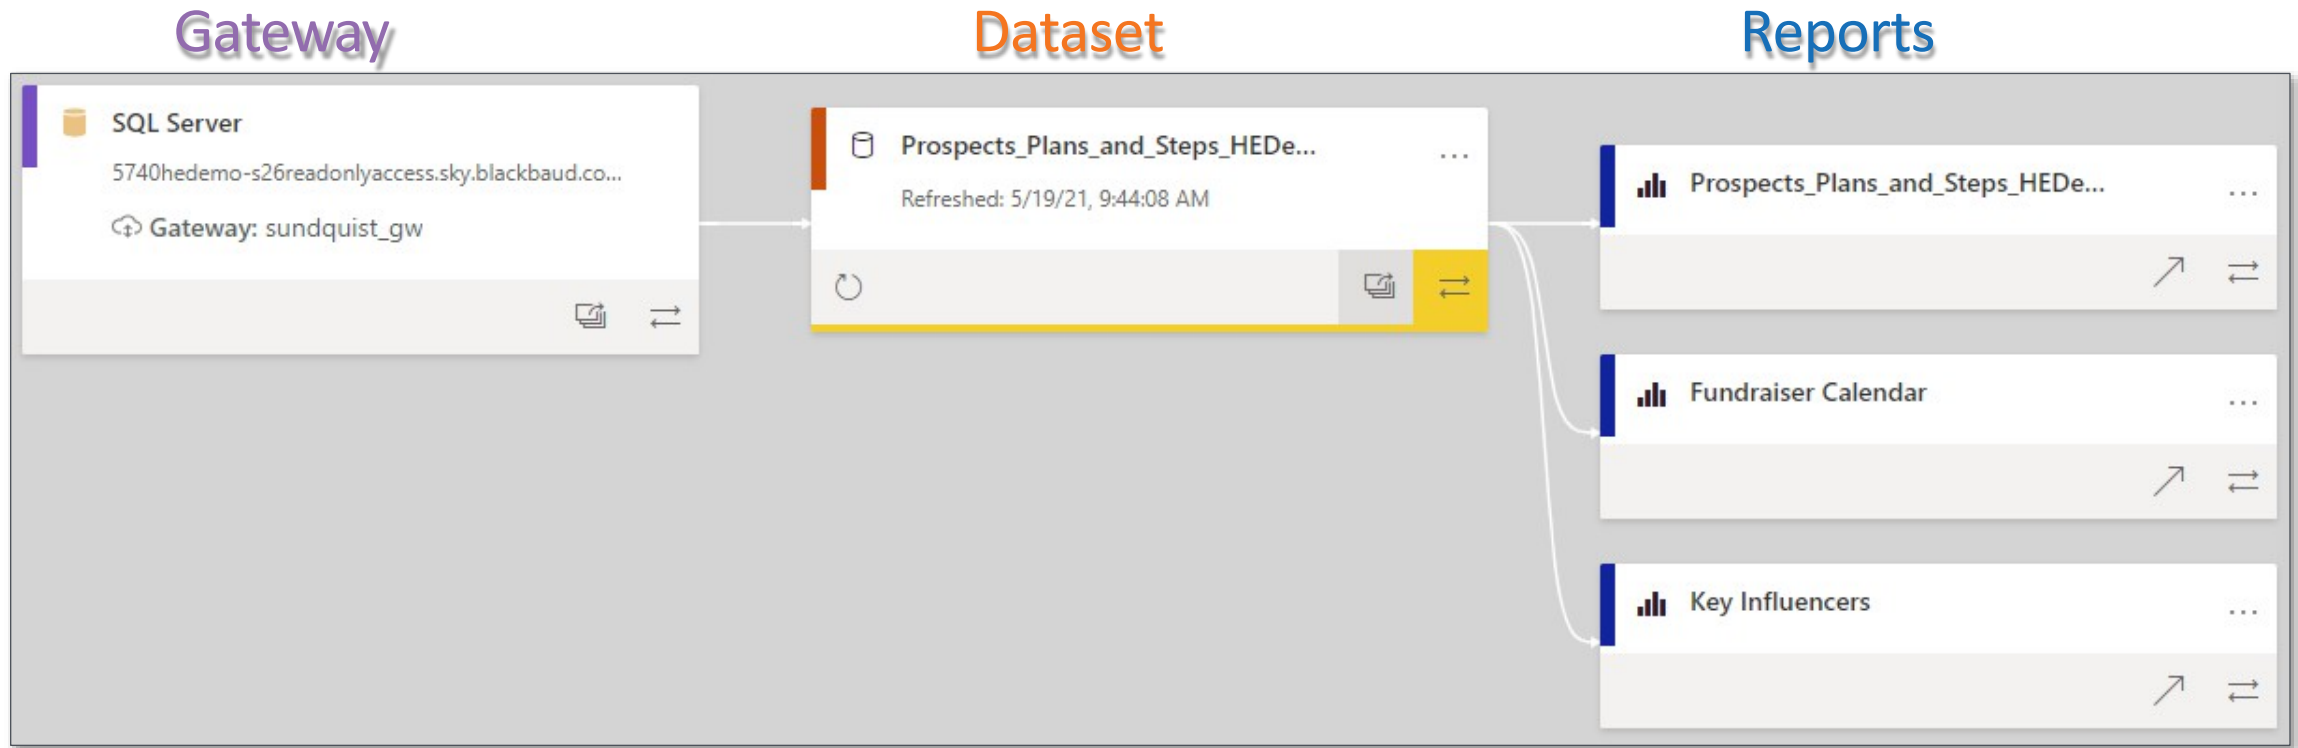 Gateway
Dataset
Reports
SQL Server
5740hedemo-s26readonlyaccess.sky.blackbaud.co...
Gateway: sundquist_gw
Prospects_Plans_and_Steps_HEDe...
Refreshed: 5/19/21, 9:44:08 AM
Prospects_Plans_and_Steps_HEDe...
Fundraiser Calendar
Key Influencers